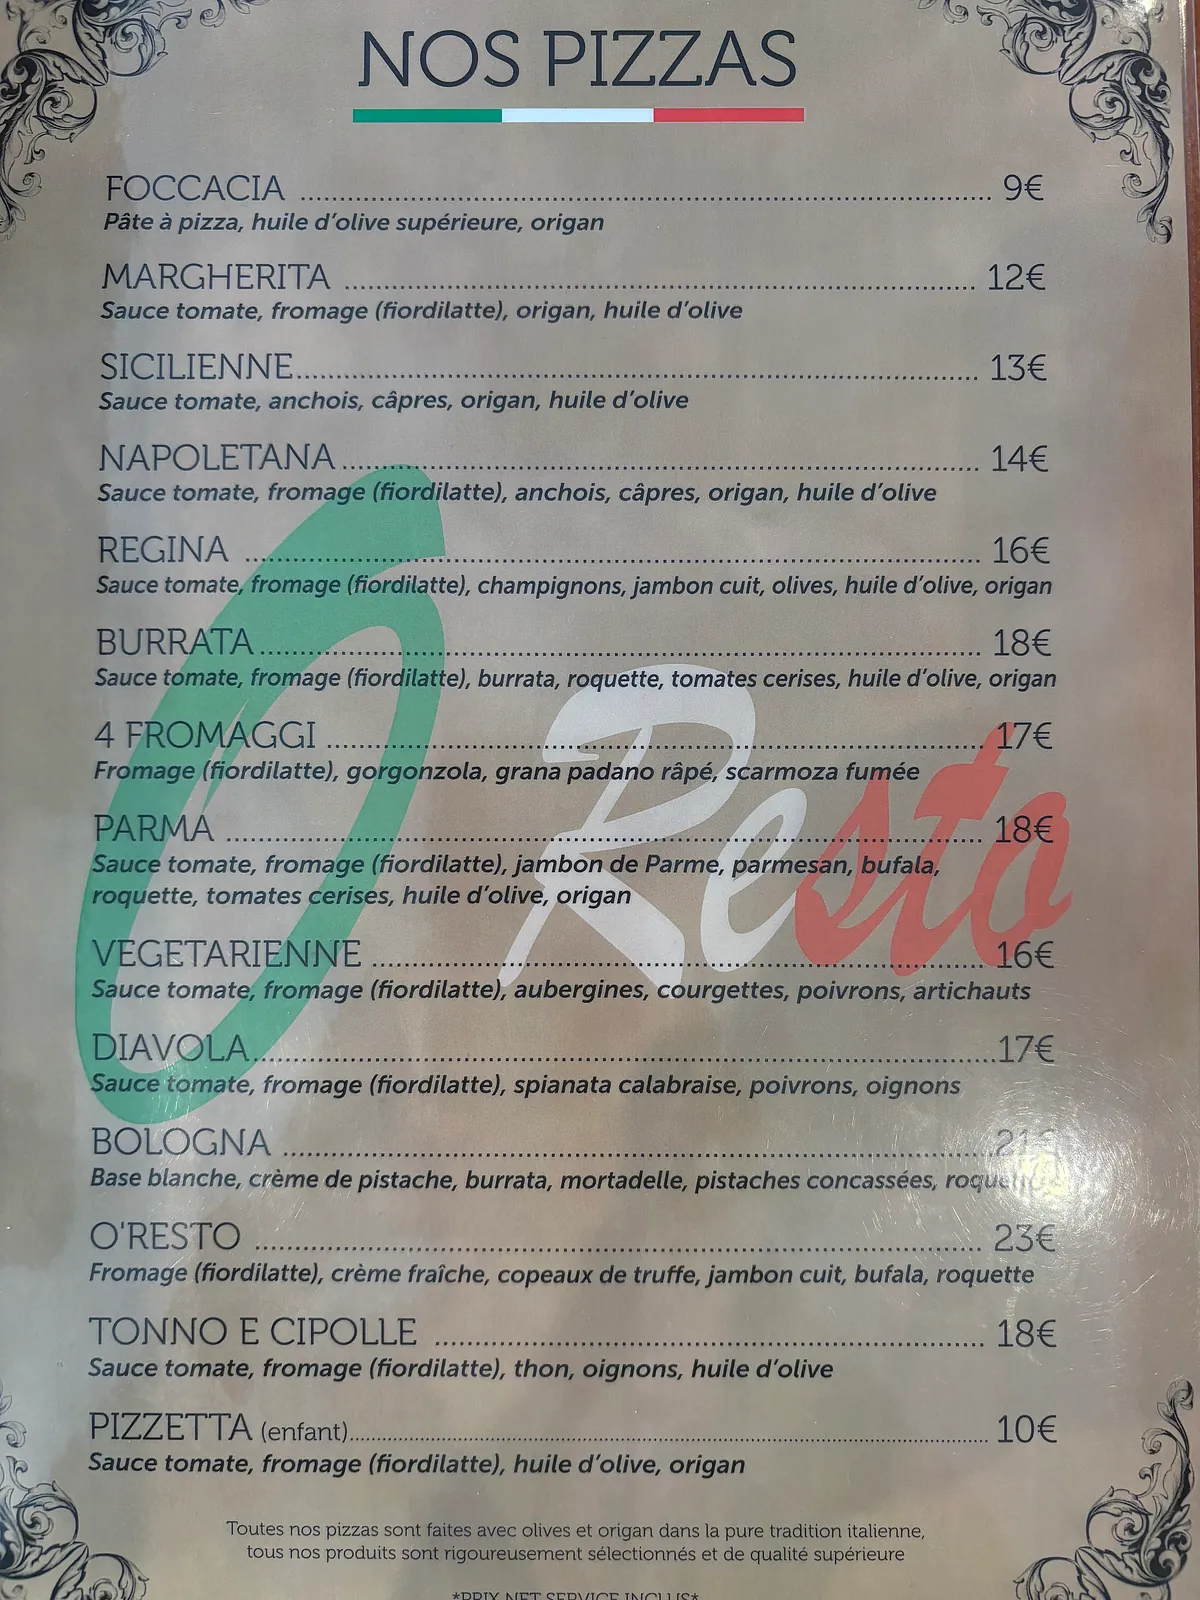 NOS PIZZAS
FOCCACIA ........ 9€
Pâte à pizza, huile d'olive supérieure, origan
MARGHERITA ........ 12€
Sauce tomate, fromage (fiordilatte), origan, huile d'olive
SICILIENNE ........ 13€
Sauce tomate, anchois, câpres, origan, huile d'olive
NAPOLETANA ........ 14€
Sauce tomate, fromage (fiordilatte), anchois, câpres, origan, huile d'olive
REGINA ........ 16€
Sauce tomate, fromage (fiordilatte), champignons, jambon cuit, olives, huile d'olive, origan
BURRATA ........ 18€
Sauce tomate, fromage (fiordilatte), burrata, roquette, tomates cerises, huile d'olive, origan
4 FROMAGGI ........ 17€
Fromage (fiordilatte), gorgonzola, grana padano râpé, scarmoza fumée
Ô Resto
PARMA ........ 18€
Sauce tomate, fromage (fiordilatte), jambon de Parme, parmesan, bufala,
roquette, tomates cerises, huile d'olive, origan
VEGETARIENNE ........ 16€
Sauce tomate, fromage (fiordilatte), aubergines, courgettes, poivrons, artichauts
DIAVOLA ........ 17€
Sauce tomate, fromage (fiordilatte), spianata calabraise, poivrons, oignons
BOLOGNA ........ 21€
Base blanche, crème de pistache, burrata, mortadelle, pistaches concassées,
O'RESTO ........ 23€
Fromage (fiordilatte), crème fraîche, copeaux de truffe, jambon cuit, bufala, roquette
TONNO E CIPOLLE ........ 18€
Sauce tomate, fromage (fiordilatte), thon, oignons, huile d'olive
PIZZETTA (enfant) ........ 10€
Sauce tomate, fromage (fiordilatte), huile d'olive, origan
Toutes nos pizzas sont faites avec olives et origan dans la pure tradition italienne,
tous nos produits sont rigoureusement sélectionnés et de qualité supérieure
*PRIX NET SERVICE INCLUS*